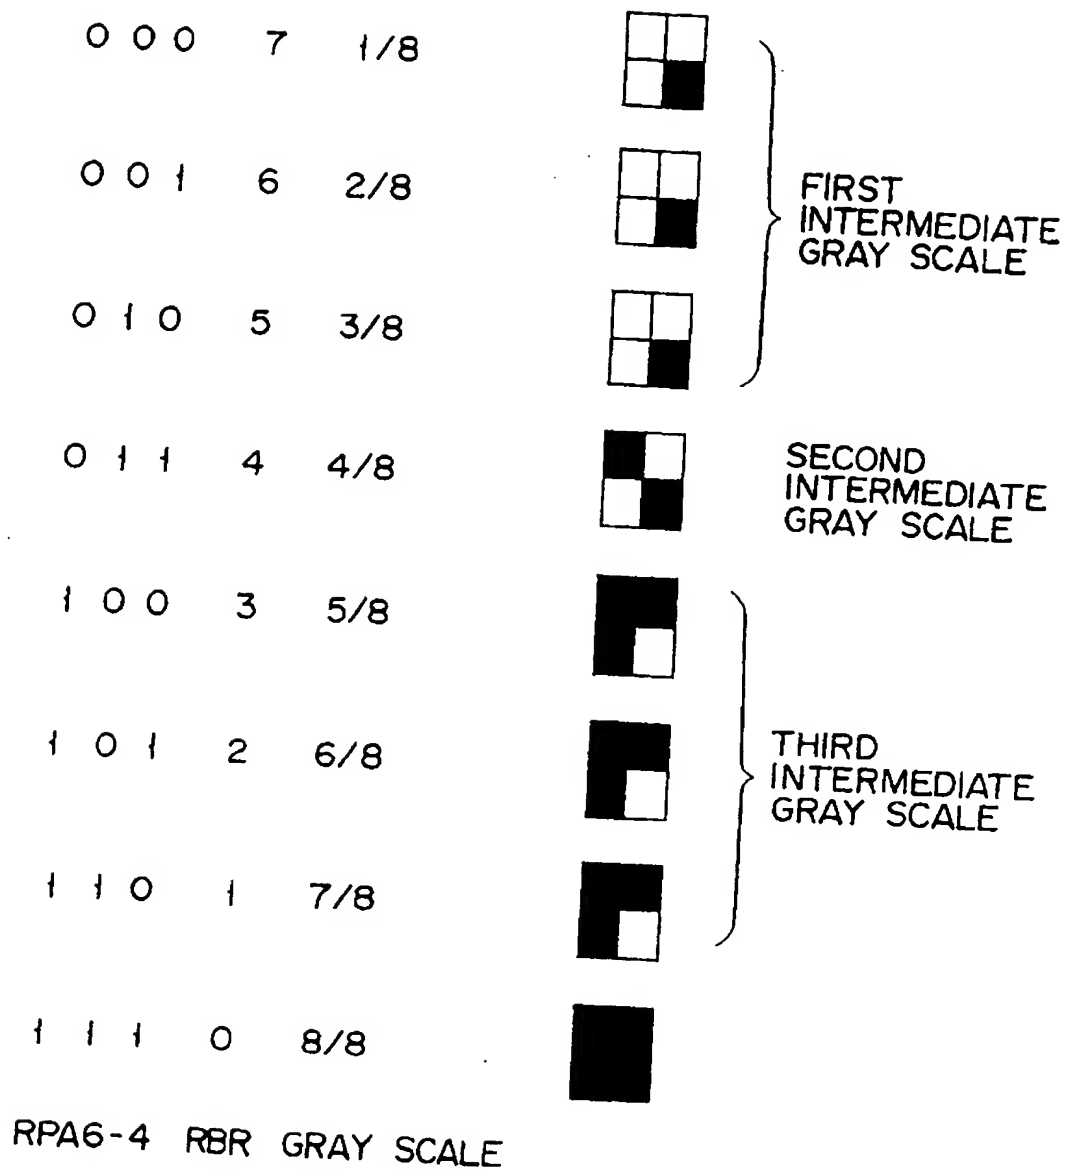 0 0 0 7 1/8
0 0 1 6 2/8
FIRST
INTERMEDIATE
GRAY SCALE
0 1 0 5 3/8
0 1 1 4 4/8
SECOND
INTERMEDIATE
GRAY SCALE
1 0 0 3 5/8
1 0 1 2 6/8
THIRD
INTERMEDIATE
GRAY SCALE
1 1 0 1 7/8
1 1 1 0 8/8
RPA6-4 RBR GRAY SCALE